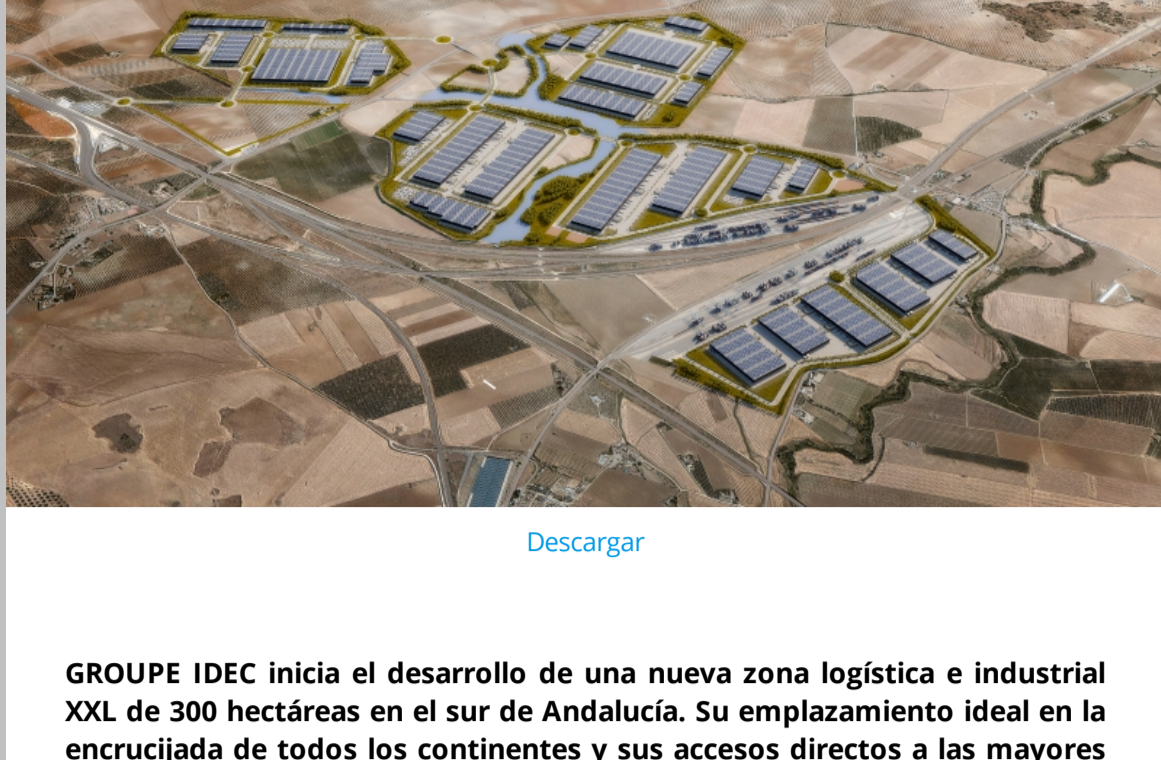 Descargar
GROUPE IDEC inicia el desarrollo de una nueva zona logística e industrial
XXL de 300 hectáreas en el sur de Andalucía. Su emplazamiento ideal en la
encrucijada de todos los continentes y sus accesos directos a las mayores